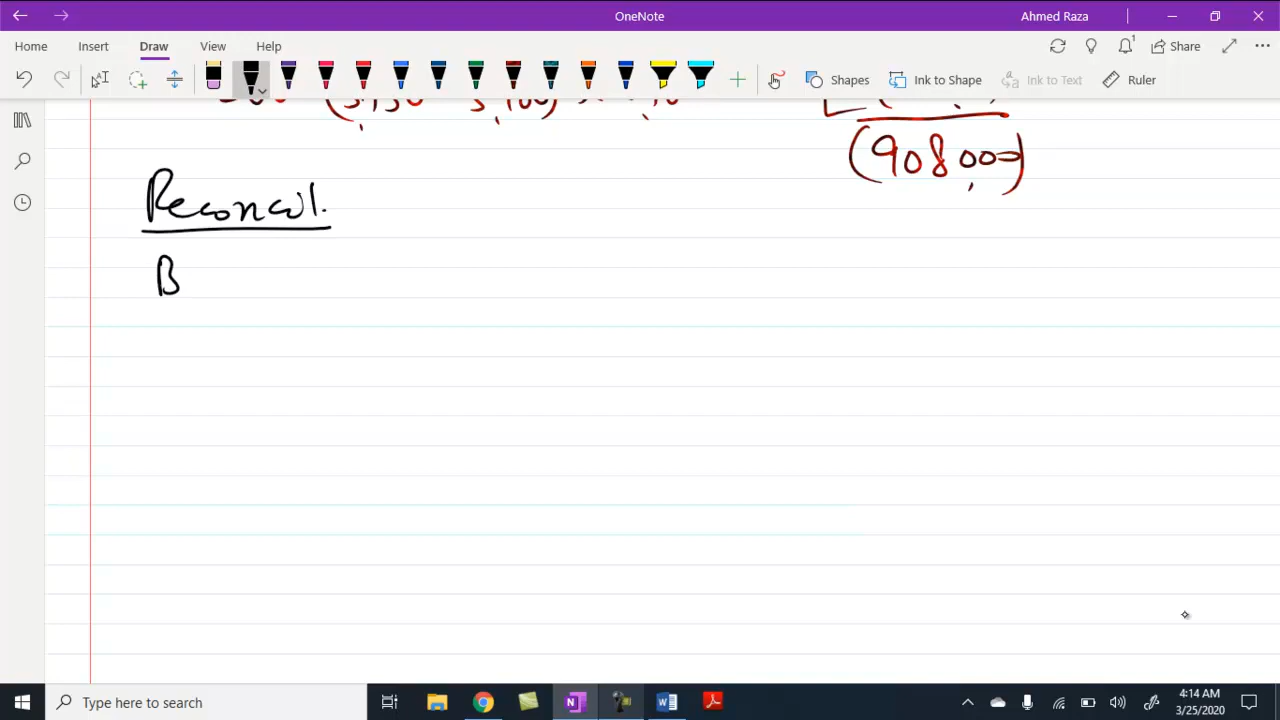 OneNote
Ahmed Raza
Home Insert Draw View Help
Share
Shapes
Ink to Shape
Ink to Text
Ruler
(908,000)
Reconcil.
B
Type here to search
4:14 AM
3/25/2020